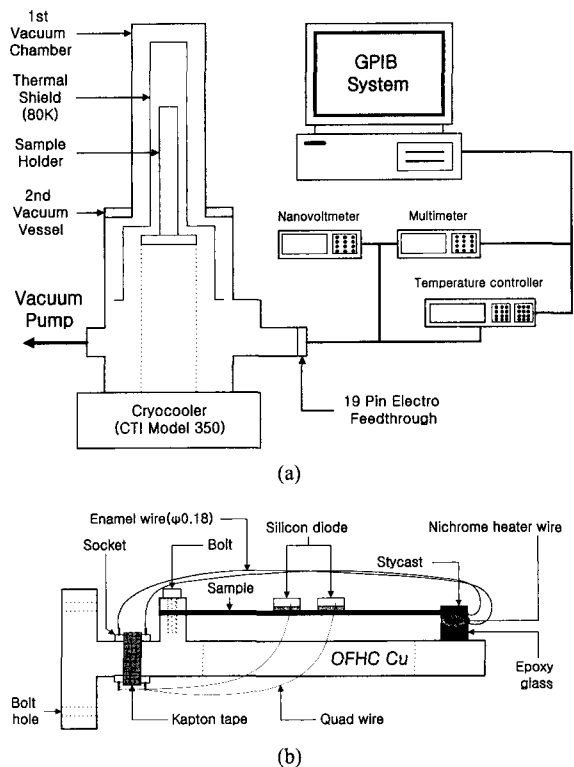 1st
Vacuum
Chamber
Thermal
Shield
(80K)
Sample
Holder
2nd
Vacuum
Vessel
Vacuum
Pump
Cryocooler
(CTI Model 350)
GPIB
System
Nanovoltmeter
Multimeter
Temperature controller
19 Pin Electro
Feedthrough
(a)
Enamel wire(φ0.18)
Socket
Bolt
Silicon diode
Nichrome heater wire
Stycast
Sample
OFHC Cu
Epoxy
glass
Bolt
hole
Kapton tape
Quad wire
(b)